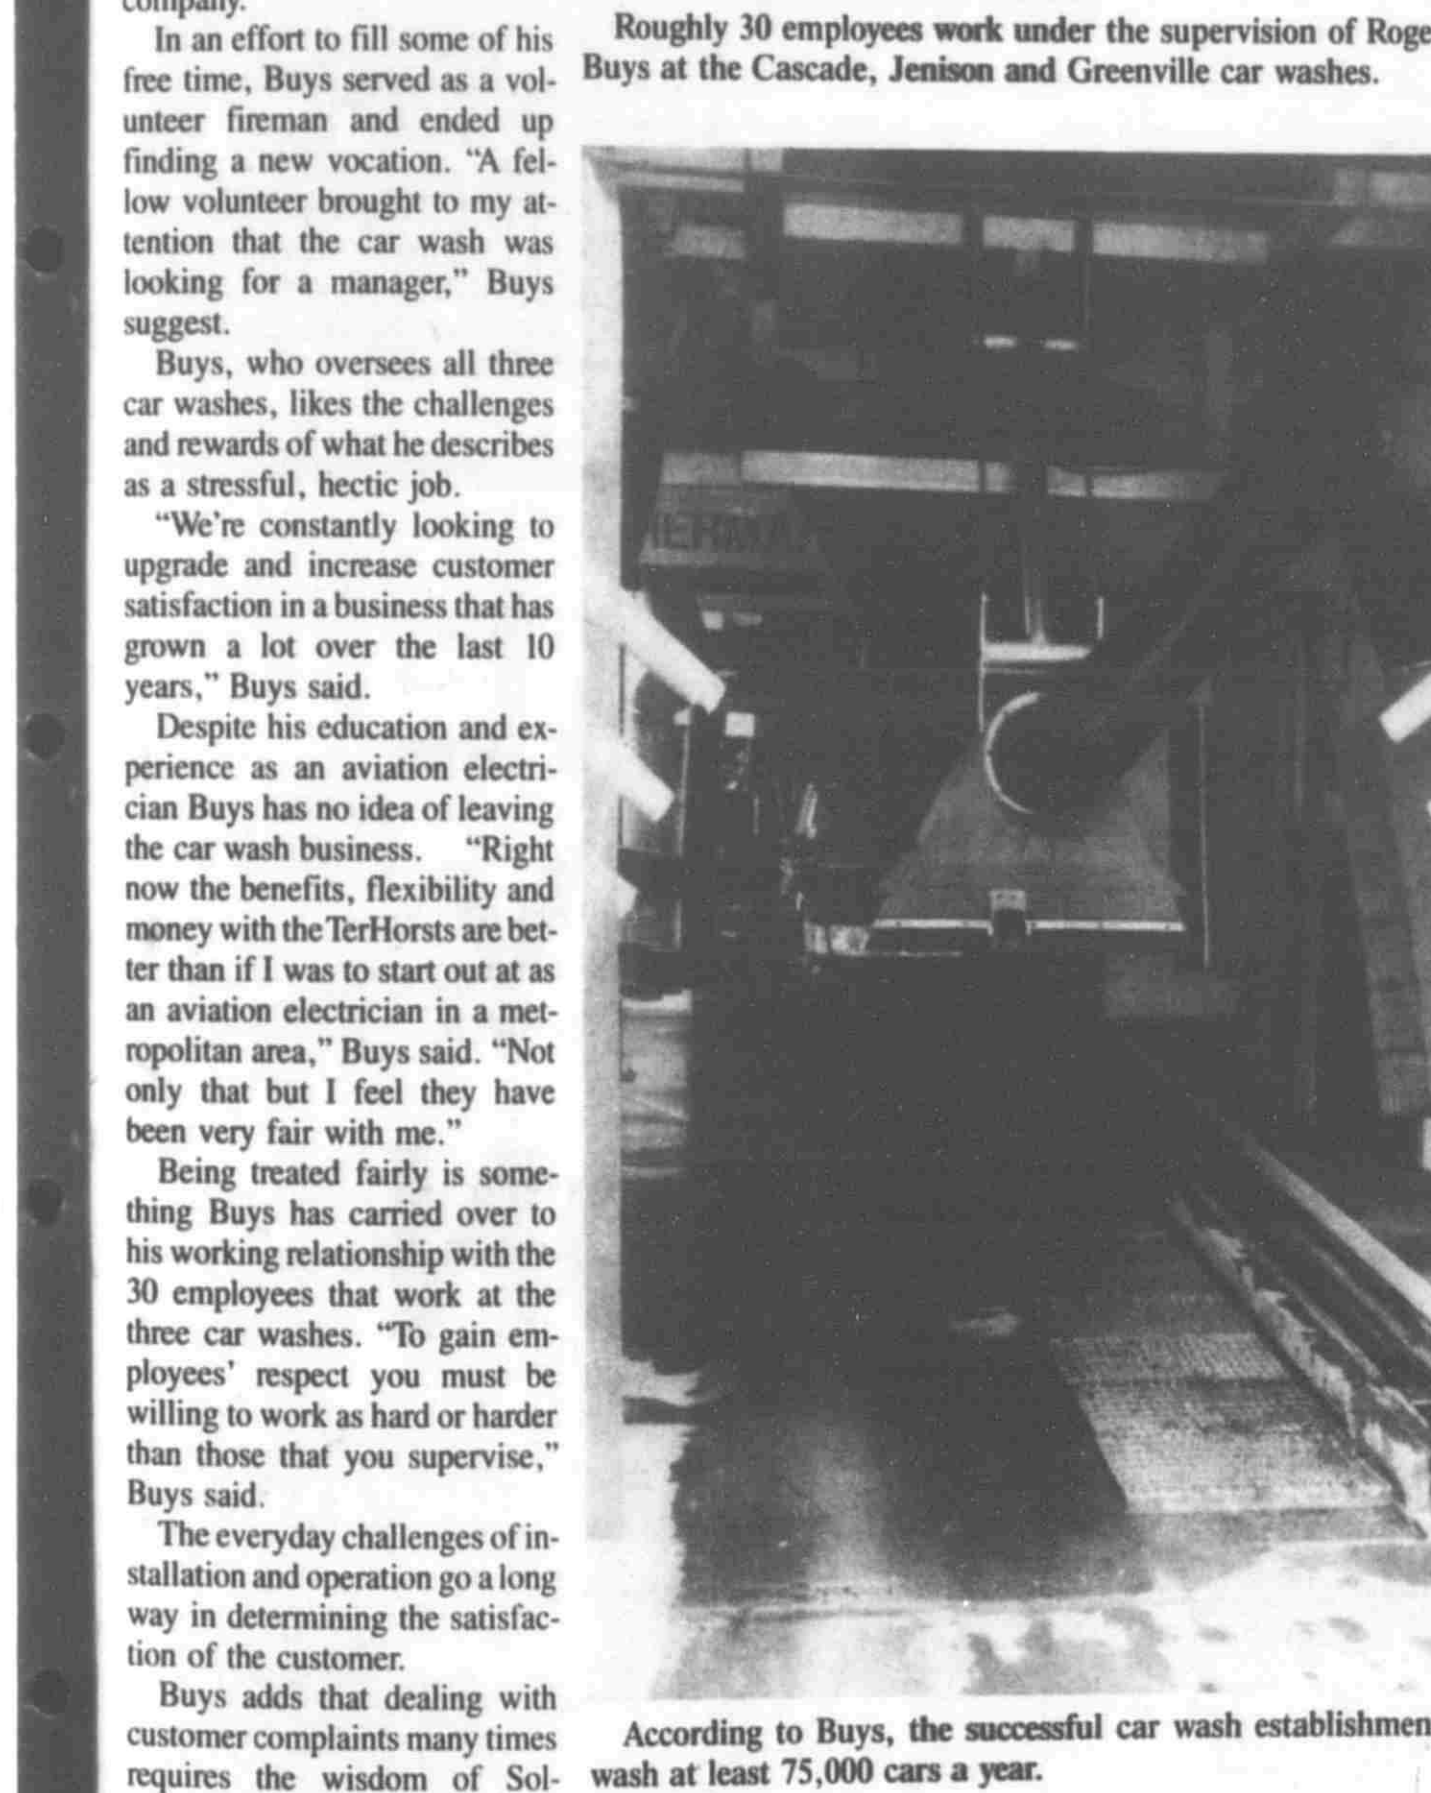 company.
In an effort to fill some of his
free time, Buys served as a vol-
unteer fireman and ended up
finding a new vocation. “A fel-
low volunteer brought to my at-
tention that the car wash was
looking for a manager,” Buys
suggest.
Buys, who oversees all three
car washes, likes the challenges
and rewards of what he describes
as a stressful, hectic job.
“We're constantly looking to
upgrade and increase customer
satisfaction in a business that has
grown a lot over the last 10
years,” Buys said.
Despite his education and ex-
perience as an aviation electri-
cian Buys has no idea of leaving
the car wash business. “Right
now the benefits, flexibility and
money with the TerHorsts are bet-
ter than if I was to start out at as
an aviation electrician in a met-
ropolitan area,” Buys said. “Not
only that but I feel they have
been very fair with me.”
Being treated fairly is some-
thing Buys has carried over to
his working relationship with the
30 employees that work at the
three car washes. “To gain em-
ployees' respect you must be
willing to work as hard or harder
than those that you supervise,”
Buys said.
The everyday challenges of in-
stallation and operation go a long
way in determining the satisfac-
tion of the customer.
Buys adds that dealing with
customer complaints many times
requires the wisdom of Sol-
Roughly 30 employees work under the supervision of Roge
Buys at the Cascade, Jenison and Greenville car washes.
According to Buys, the successful car wash establishmen
wash at least 75,000 cars a year.